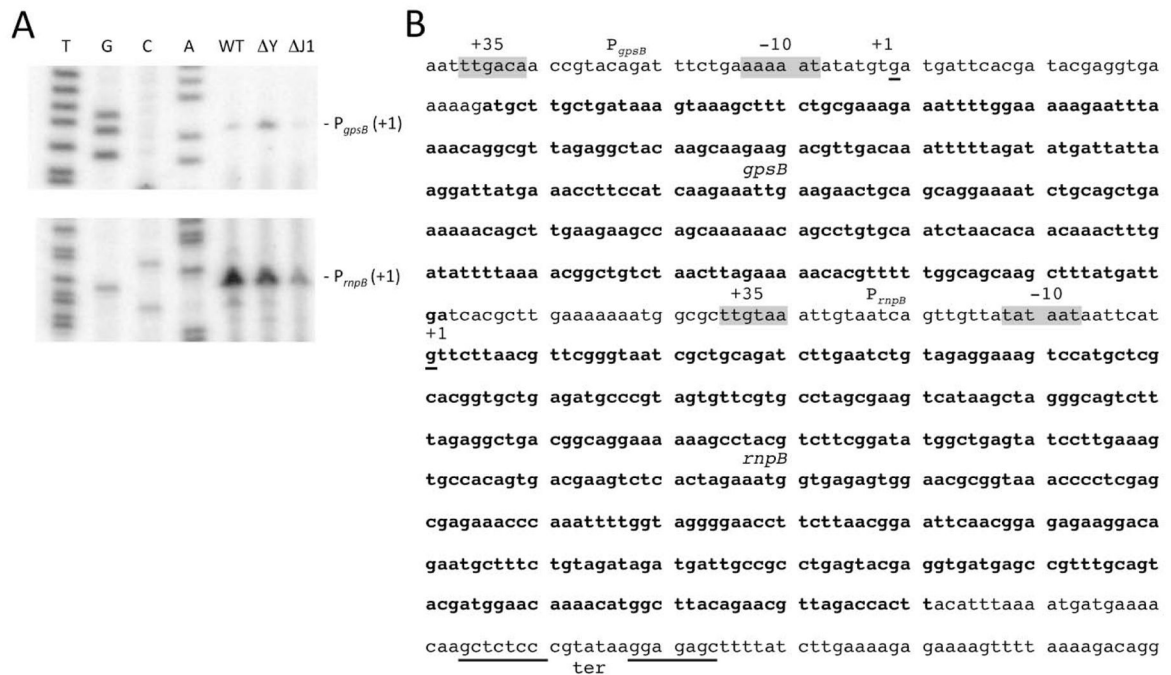 A
T G C A WT ΔY ΔJ1
- PgpsB (+1)
- PrnpB (+1)
B
+35 PgpsB −10 +1
aatttgacaa ccgtacagat ttctgaaaaa atatatgtga tgattcacga tacgaggtga
aaaagatgct tgctgataaa gtaaagcttt ctgcgaaaga aattttggaa aaagaattta
aaacaggcgt tagaggctac aagcaagaag acgttgacaa atttttagat atgattatta
gpsB
aggattatga aaccttccat caagaaattg aagaactgca gcaggaaaat ctgcagctga
aaaaacagct tgaagaagcc agcaaaaaac agcctgtgca atctaacaca acaaactttg
atattttaaa acggctgtct aacttagaaa aacacgtttt tggcagcaag ctttatgatt
+35 PrnpB −10
gatcacgctt gaaaaaaatg gcgcttgtaa attgtaatca gttgttatat aataattcat
+1
gttcttaacg ttcgggtaat cgctgcagat cttgaatctg tagaggaaag tccatgctcg
cacggtgctg agatgcccgt agtgttcgtg cctagcgaag tcataagcta gggcagtctt
tagaggctga cggcaggaaa aaagcctacg tcttcggata tggctgagta tccttgaaag
rnpB
tgccacagtg acgaagtctc actagaaatg gtgagagtgg aacgcggtaa acccctcgag
cgagaaaccc aaattttggt aggggaacct tcttaacgga attcaacgga gagaaggaca
gaatgctttc tgtagataga tgattgccgc ctgagtacga ggtgatgagc cgtttgcagt
acgatggaac aaaacatggc ttacagaacg ttagaccact tacatttaaa atgatgaaaa
caagctctcc cgtataagga gagcttttat cttgaaaaga gaaaagtttt aaaagacagg
ter